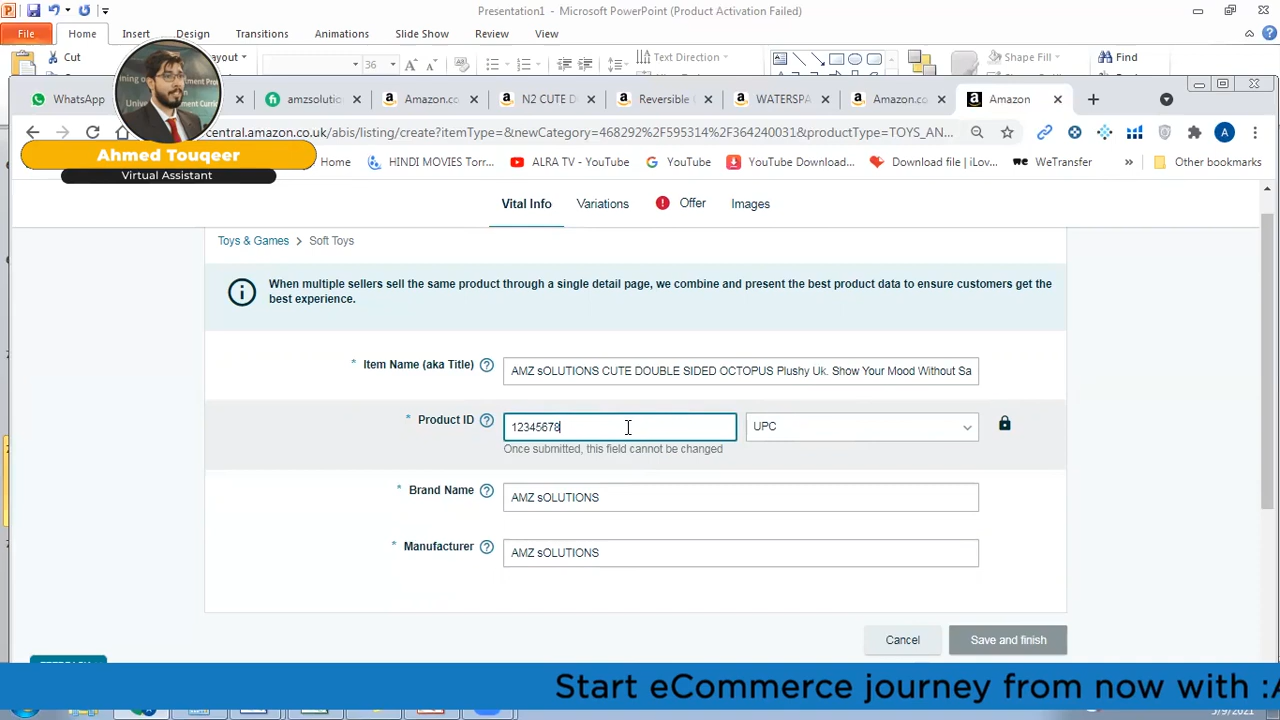 Presentation1 - Microsoft PowerPoint (Product Activation Failed)
File Home Insert Design Transitions Animations Slide Show Review View
Cut 36 Text Direction Shape Fill Find
WhatsApp amzsolution Amazon.c N2 CUTE D Reversible WATERSPA Amazon.co Amazon
central.amazon.co.uk/abis/listing/create?itemType=&newCategory=468292%2F595314%2F364240031&productType=TOYS_AN
A
Ahmed Touqeer
Virtual Assistant
Home HINDI MOVIES Torr... ALRA TV - YouTube YouTube YouTube Download... Download file | iLov... WeTransfer » Other bookmarks
Vital Info Variations Offer Images
Toys & Games > Soft Toys
When multiple sellers sell the same product through a single detail page, we combine and present the best product data to ensure customers get the
best experience.
* Item Name (aka Title) AMZ sOLUTIONS CUTE DOUBLE SIDED OCTOPUS Plushy Uk. Show Your Mood Without Sa
* Product ID 12345678 UPC
Once submitted, this field cannot be changed
* Brand Name AMZ sOLUTIONS
* Manufacturer AMZ sOLUTIONS
Cancel Save and finish
Start eCommerce journey from now with :A
5/9/2021